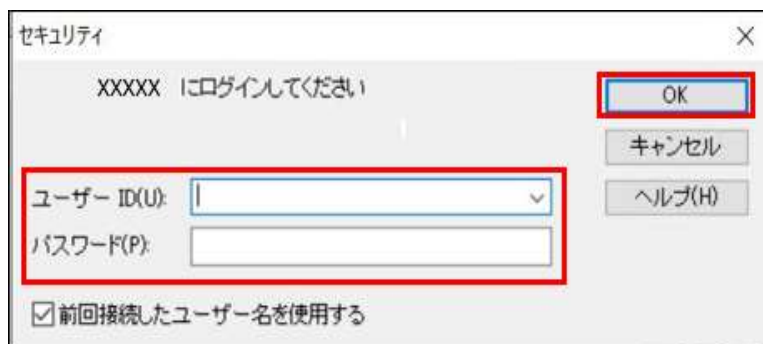 セキュリティ
XXXXX にログインしてください
OK
キャンセル
ヘルプ(H)
ユーザー ID(U):
パスワード(P):
前回接続したユーザー名を使用する